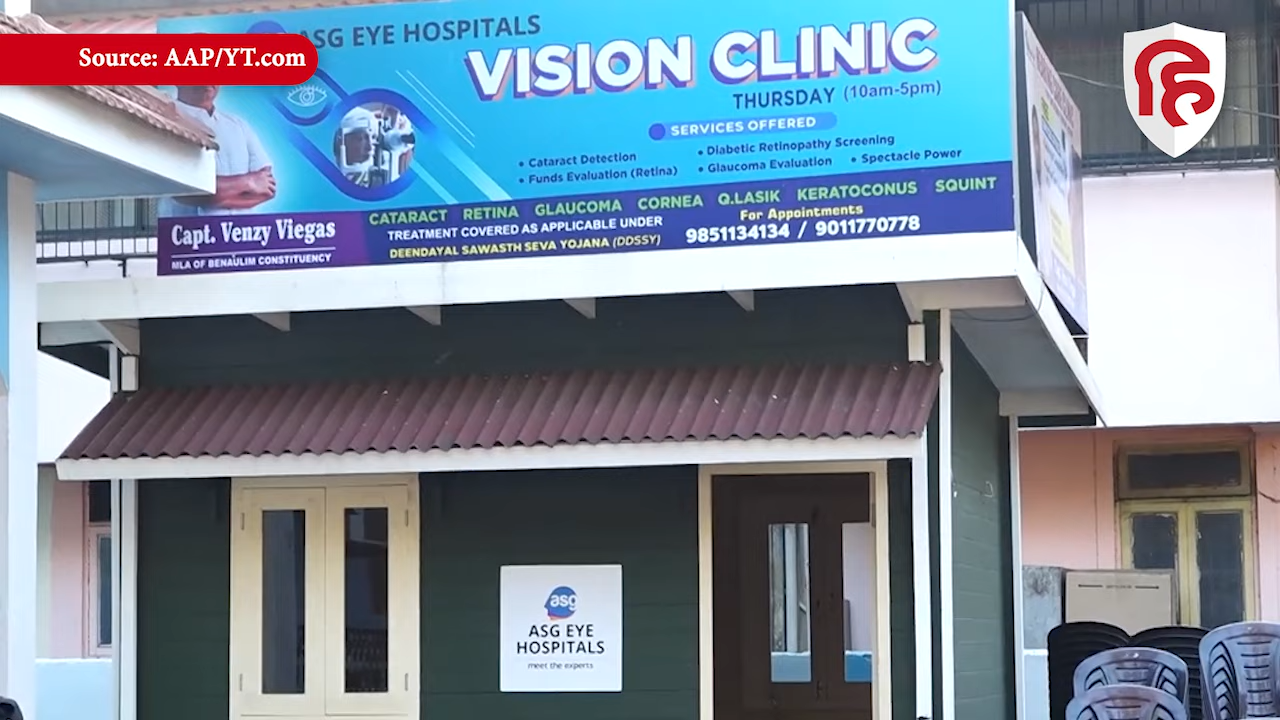 Source: AAP/YT.com
ASG EYE HOSPITALS
VISION CLINIC
THURSDAY (10am-5pm)
SERVICES OFFERED
• Cataract Detection
• Diabetic Retinopathy Screening
• Funds Evaluation (Retina)
• Glaucoma Evaluation
• Spectacle Power
CATARACT RETINA GLAUCOMA CORNEA Q.LASIK KERATOCONUS SQUINT
TREATMENT COVERED AS APPLICABLE UNDER
DEENDAYAL SAWASTH SEVA YOJANA (DDSSY)
For Appointments
9851134134 / 9011770778
Capt. Venzy Viegas
MLA OF BENAULIM CONSTITUENCY
asg
ASG EYE
HOSPITALS
meet the experts